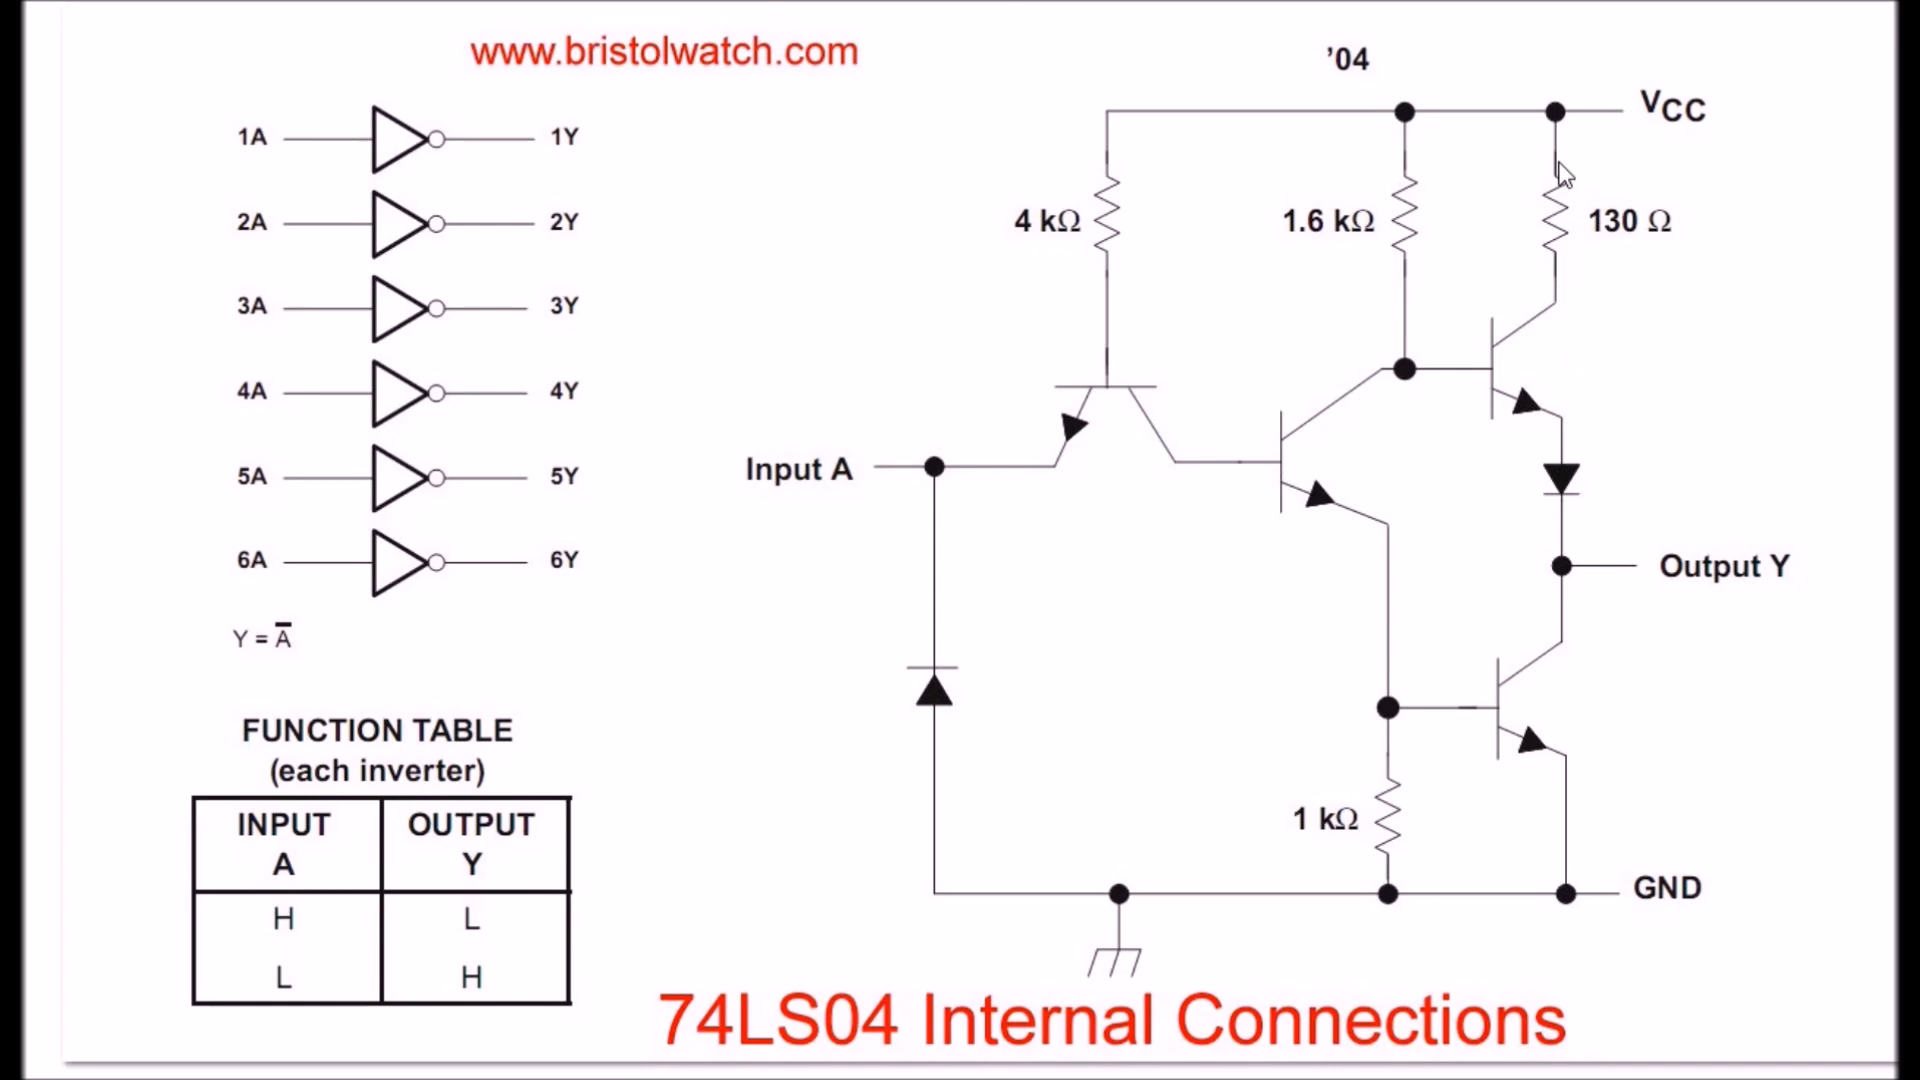 www.bristolwatch.com
1A 1Y
2A 2Y
3A 3Y
4A 4Y
5A 5Y
6A 6Y
Y = A̅
FUNCTION TABLE
(each inverter)
INPUT A OUTPUT Y
H L
L H
'04
VCC
4 kΩ 1.6 kΩ 130 Ω
Input A
Output Y
1 kΩ
GND
74LS04 Internal Connections